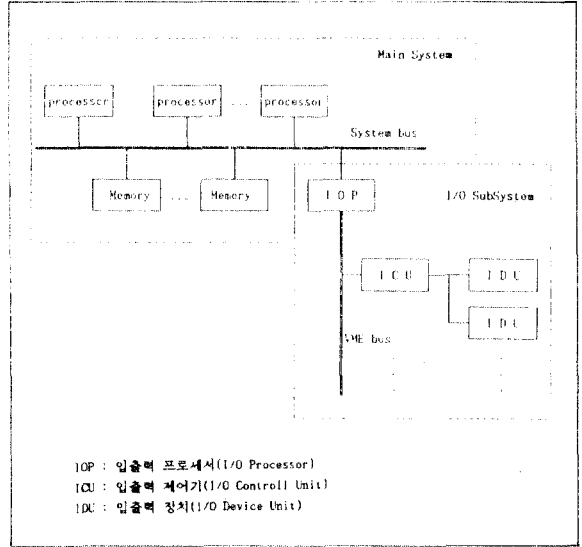 Main System
processor processor ... processor
System bus
Memory ... Memory
I O P
I/O SubSystem
I C U
I D U
I D U
VME bus
IOP : 입출력 프로세서(I/O Processor)
ICU : 입출력 제어기(I/O Controll Unit)
IDU : 입출력 장치(I/O Device Unit)